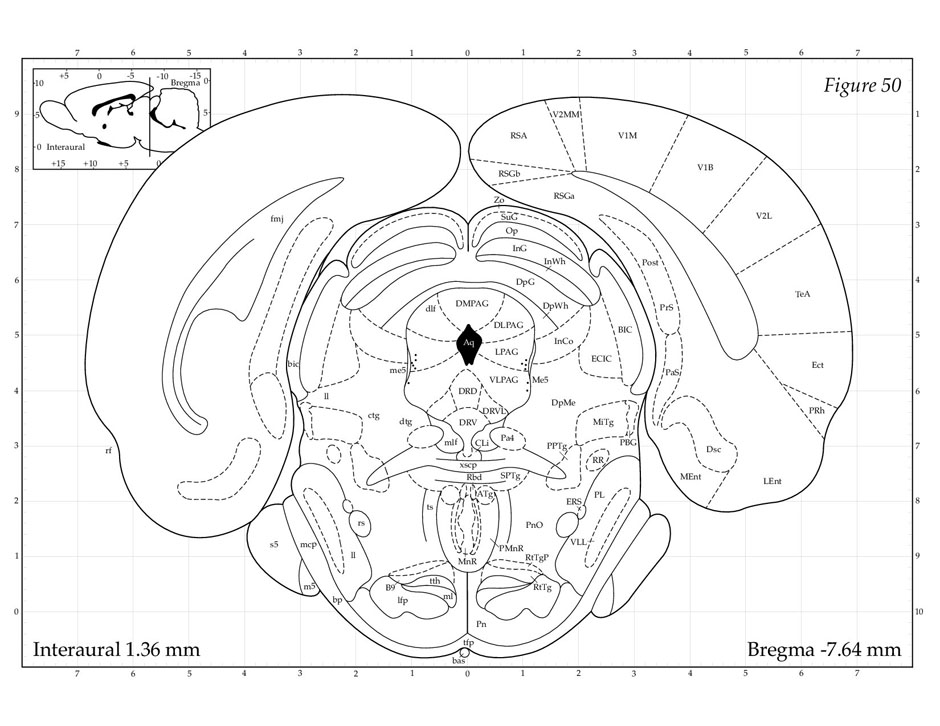 7 6 5 4 3 2 1 0 1 2 3 4 5 6 7
+5 0 -5 -10 -15
Bregma 0
10
-5 5
0 Interaural
+15 +10 +5 0
Figure 50
9 1
8 2
7 3
6 4
5 5
4 6
3 7
2 8
1 9
0 10
V2MM
RSA V1M
V1B
RSGb
RSGa
Zo
fmj SuG V2L
Op
InG
InWh Post
DpG
TeA
dlf DMPAG DpWh PrS
DLPAG BIC
Aq InCo
LPAG ECIC
bic me5 Ect
VLPAG Me5 PaS
DRD
ll DpMe
DRVL PRh
ctg dtg DRV MiTg
mlf CLi Pa4 PBG
rf PPTg Dsc
xscp RR
Rbd SPTg MEnt LEnt
ATg PL
ts ERS
rs PnO
s5 mcp VLL
ll PMnR
MnR RtTgP
m5 B9 tth RtTg
bp lfp ml
Pn
tfp
bas
Interaural 1.36 mm Bregma -7.64 mm
7 6 5 4 3 2 1 0 1 2 3 4 5 6 7